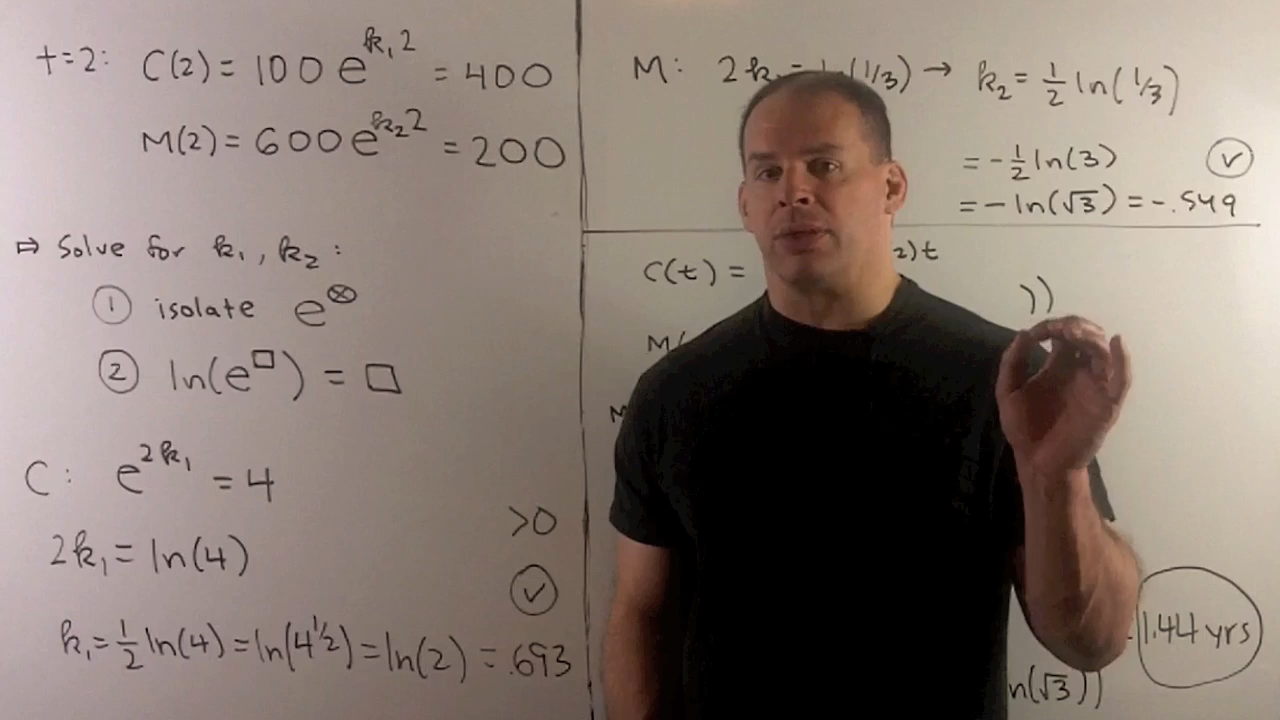 t=2: C(2) = 100 e^{k₁2} = 400
M(2) = 600 e^{k₂2} = 200
⇨ Solve for k₁, k₂ :
① isolate e^⊗
② ln(e^□) = □
C: e^{2k₁} = 4
2k₁ = ln(4)
>0
✓
k₁ = ½ ln(4) = ln(4^{1/2}) = ln(2) = .693
M: 2k = (1/3) → k₂ = ½ ln(1/3)
= -½ ln(3) ✓
= - ln(√3) = -.549
C(t) = 2)t
))
M(
M
1.44 yrs
n(√3))